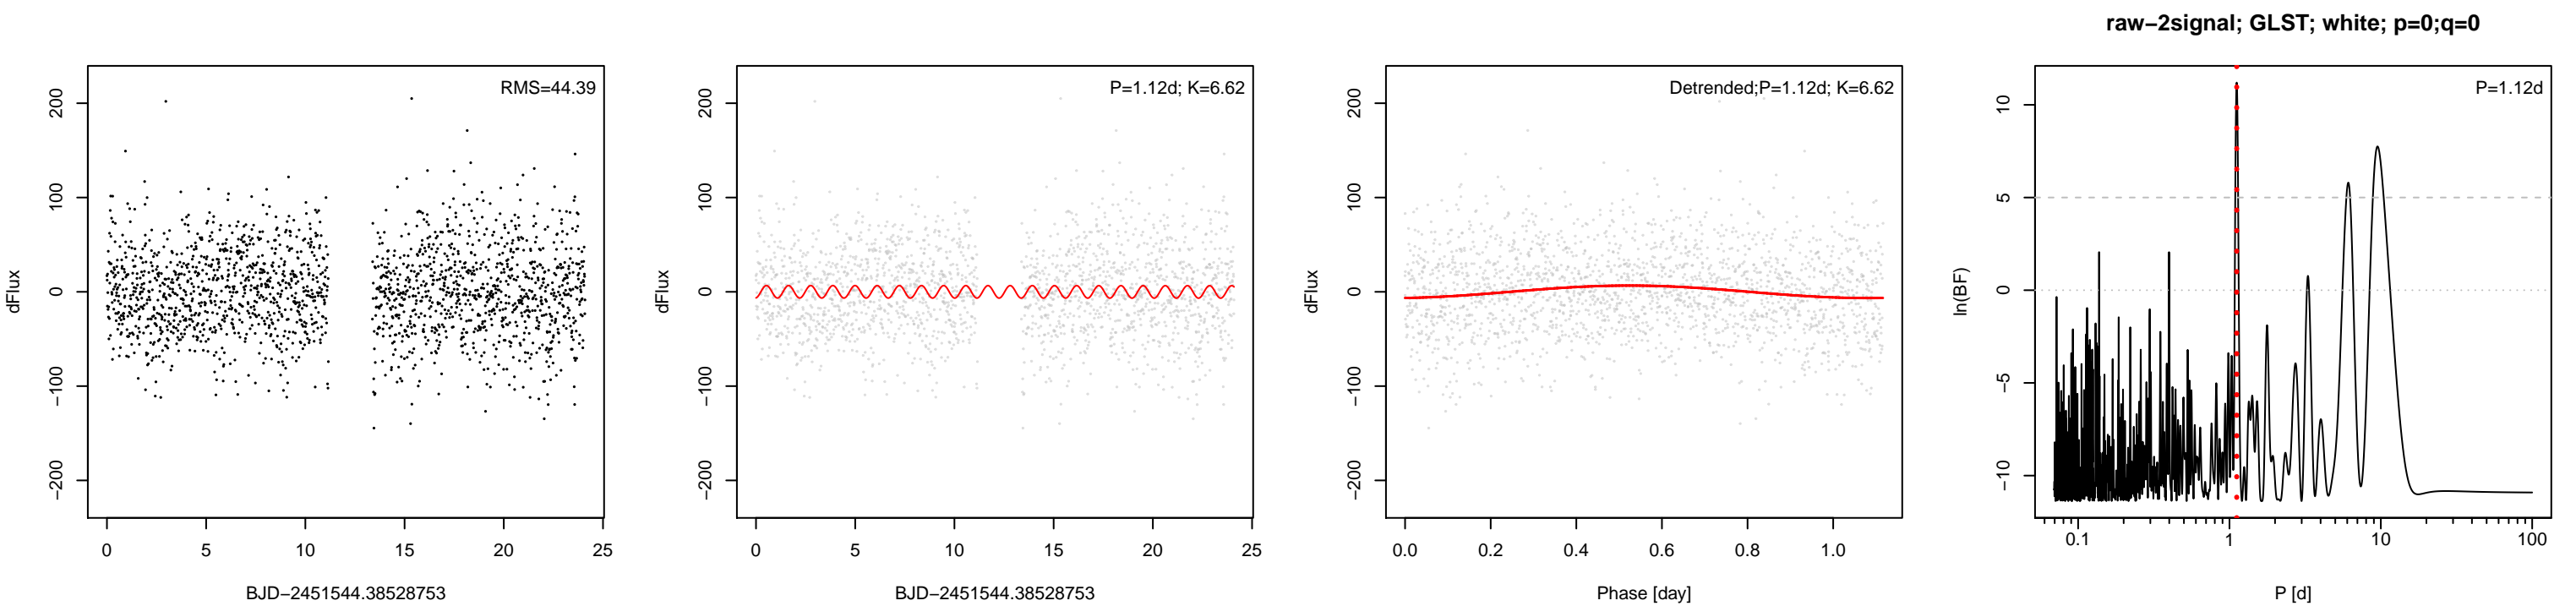 raw−2signal; GLST; white; p=0;q=0
RMS=44.39
200
100
0
−100
−200
dFlux
0 5 10 15 20 25
BJD−2451544.38528753
P=1.12d; K=6.62
200
100
0
−100
−200
dFlux
0 5 10 15 20 25
BJD−2451544.38528753
Detrended;P=1.12d; K=6.62
200
100
0
−100
−200
dFlux
0.0 0.2 0.4 0.6 0.8 1.0
Phase [day]
P=1.12d
10
5
0
−5
−10
ln(BF)
0.1 1 10 100
P [d]